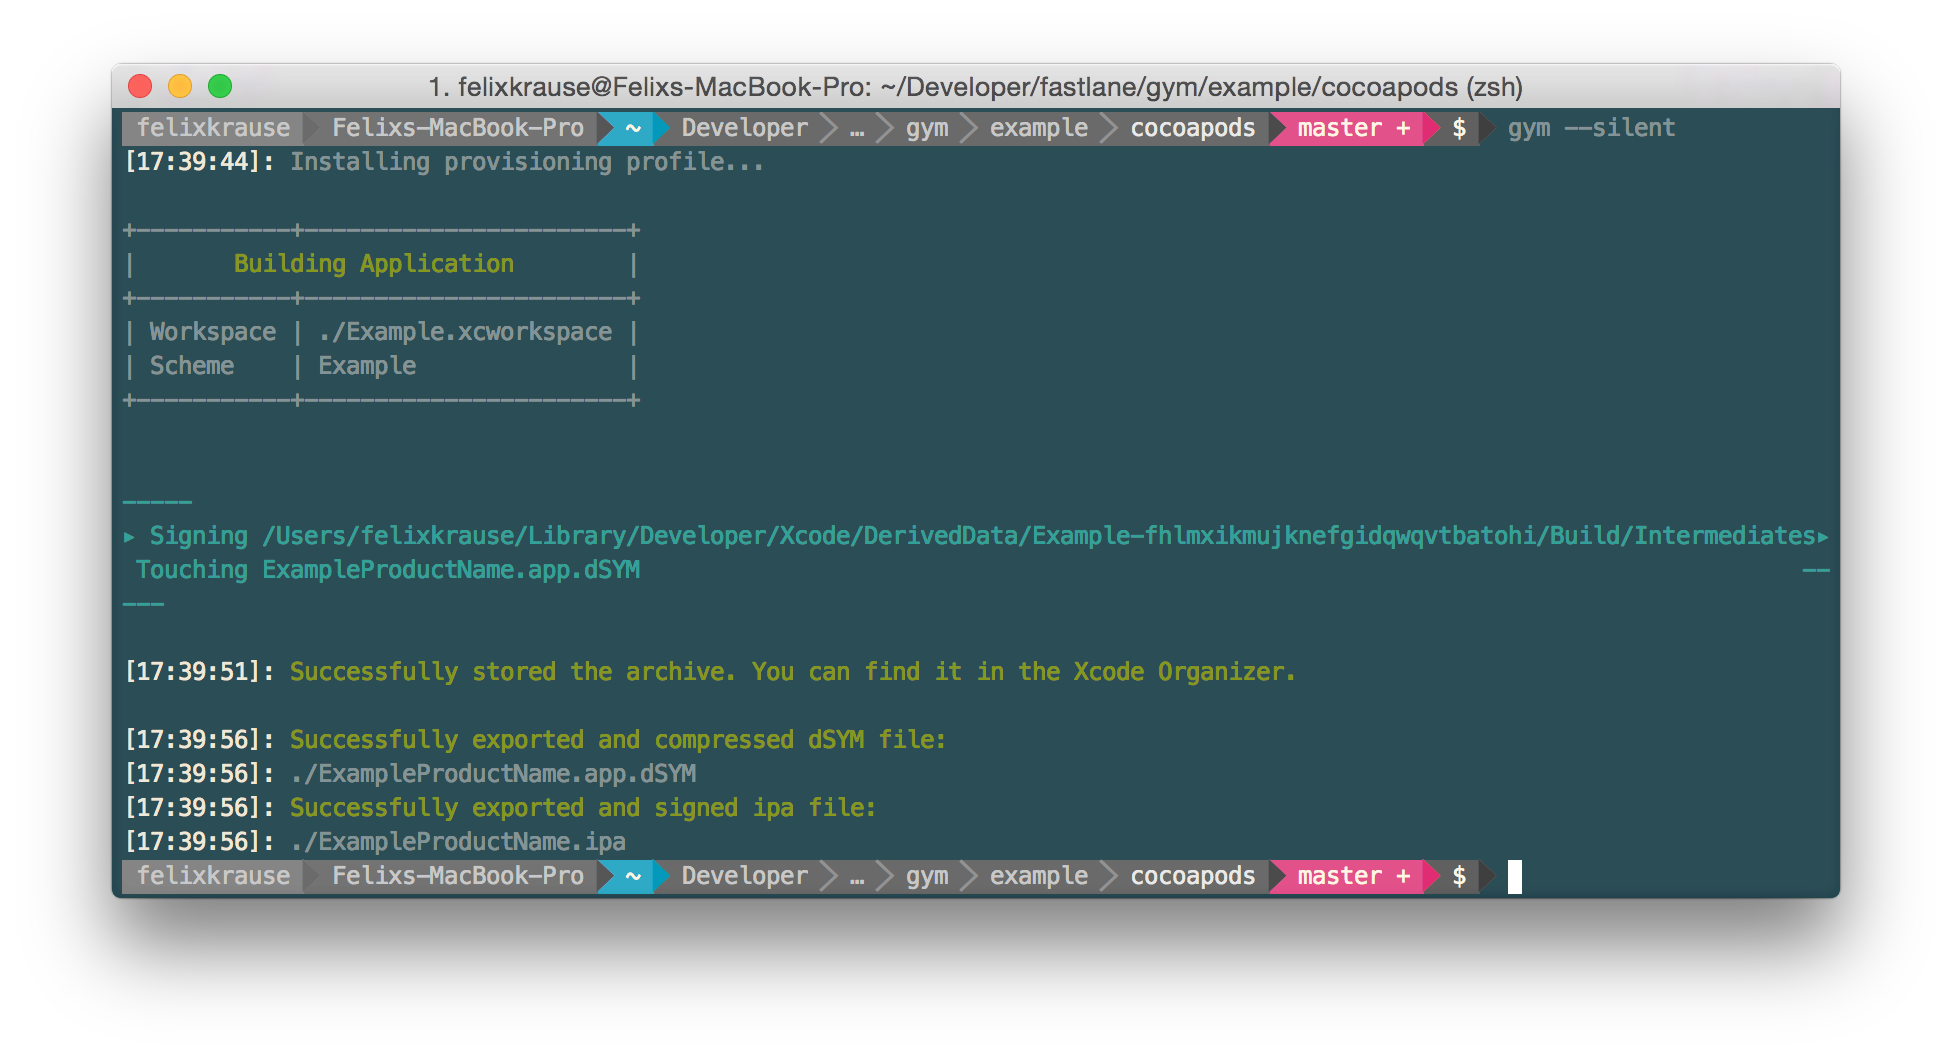 1. felixkrause@Felixs-MacBook-Pro: ~/Developer/fastlane/gym/example/cocoapods (zsh)
felixkrause Felixs-MacBook-Pro ~ Developer … gym example cocoapods master + $ gym --silent
[17:39:44]: Installing provisioning profile...
+-----------+-----------------------+
|       Building Application        |
+-----------+-----------------------+
| Workspace | ./Example.xcworkspace |
| Scheme    | Example               |
+-----------+-----------------------+
-----
▸ Signing /Users/felixkrause/Library/Developer/Xcode/DerivedData/Example-fhlmxikmujknefgidqwqvtbatohi/Build/Intermediates▸
Touching ExampleProductName.app.dSYM --
---
[17:39:51]: Successfully stored the archive. You can find it in the Xcode Organizer.
[17:39:56]: Successfully exported and compressed dSYM file:
[17:39:56]: ./ExampleProductName.app.dSYM
[17:39:56]: Successfully exported and signed ipa file:
[17:39:56]: ./ExampleProductName.ipa
felixkrause Felixs-MacBook-Pro ~ Developer … gym example cocoapods master + $